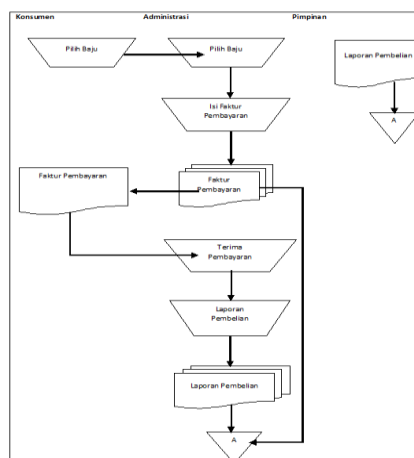 Konsumen Administrasi Pimpinan
Pilih Baju
Pilih Baju
Laporan Pembelian
A
Isi Faktur
Pembayaran
Faktur Pembayaran
Faktur
Pembayaran
Terima
Pembayaran
Laporan
Pembelian
Laporan Pembelian
A